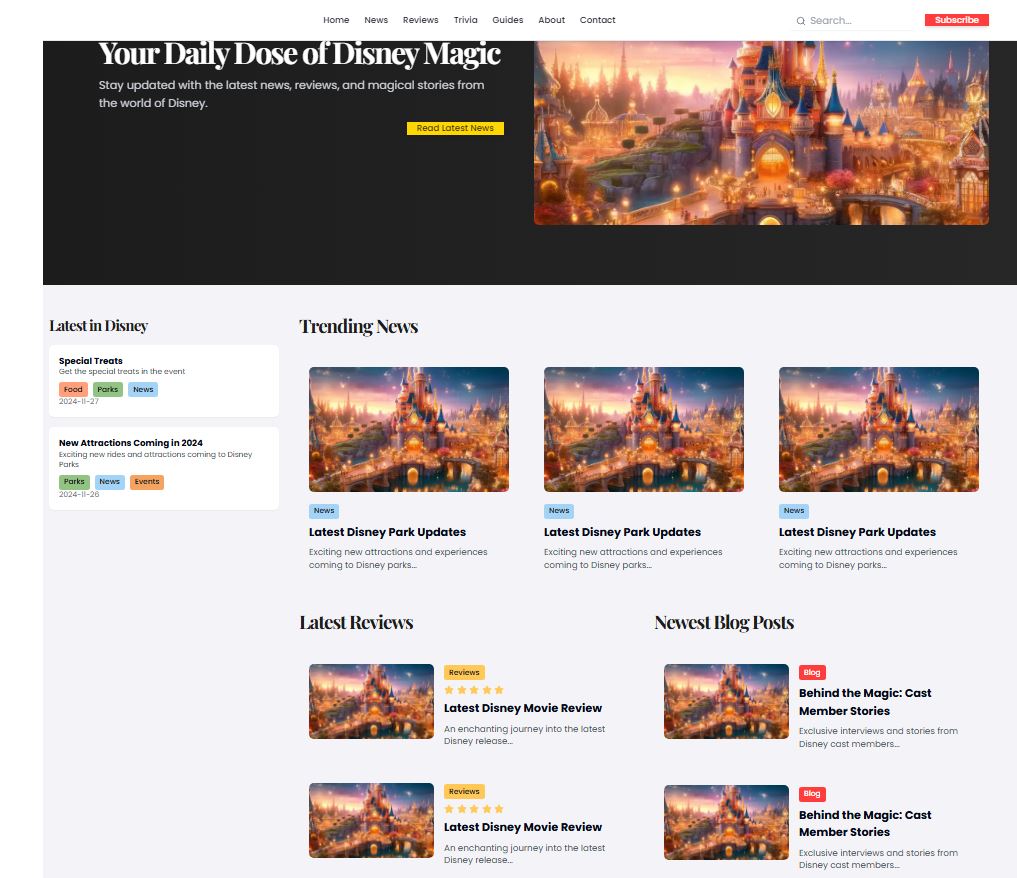 Home News Reviews Trivia Guides About Contact Search... Subscribe
Your Daily Dose of Disney Magic
Stay updated with the latest news, reviews, and magical stories from
the world of Disney.
Read Latest News
Latest in Disney
Special Treats
Get the special treats in the event
Food Parks News
2024-11-27
New Attractions Coming in 2024
Exciting new rides and attractions coming to Disney
Parks
Parks News Events
2024-11-26
Trending News
News
Latest Disney Park Updates
Exciting new attractions and experiences
coming to Disney parks...
News
Latest Disney Park Updates
Exciting new attractions and experiences
coming to Disney parks...
News
Latest Disney Park Updates
Exciting new attractions and experiences
coming to Disney parks...
Latest Reviews
Reviews
Latest Disney Movie Review
An enchanting journey into the latest
Disney release...
Reviews
Latest Disney Movie Review
An enchanting journey into the latest
Disney release...
Newest Blog Posts
Blog
Behind the Magic: Cast
Member Stories
Exclusive interviews and stories from
Disney cast members...
Blog
Behind the Magic: Cast
Member Stories
Exclusive interviews and stories from
Disney cast members...